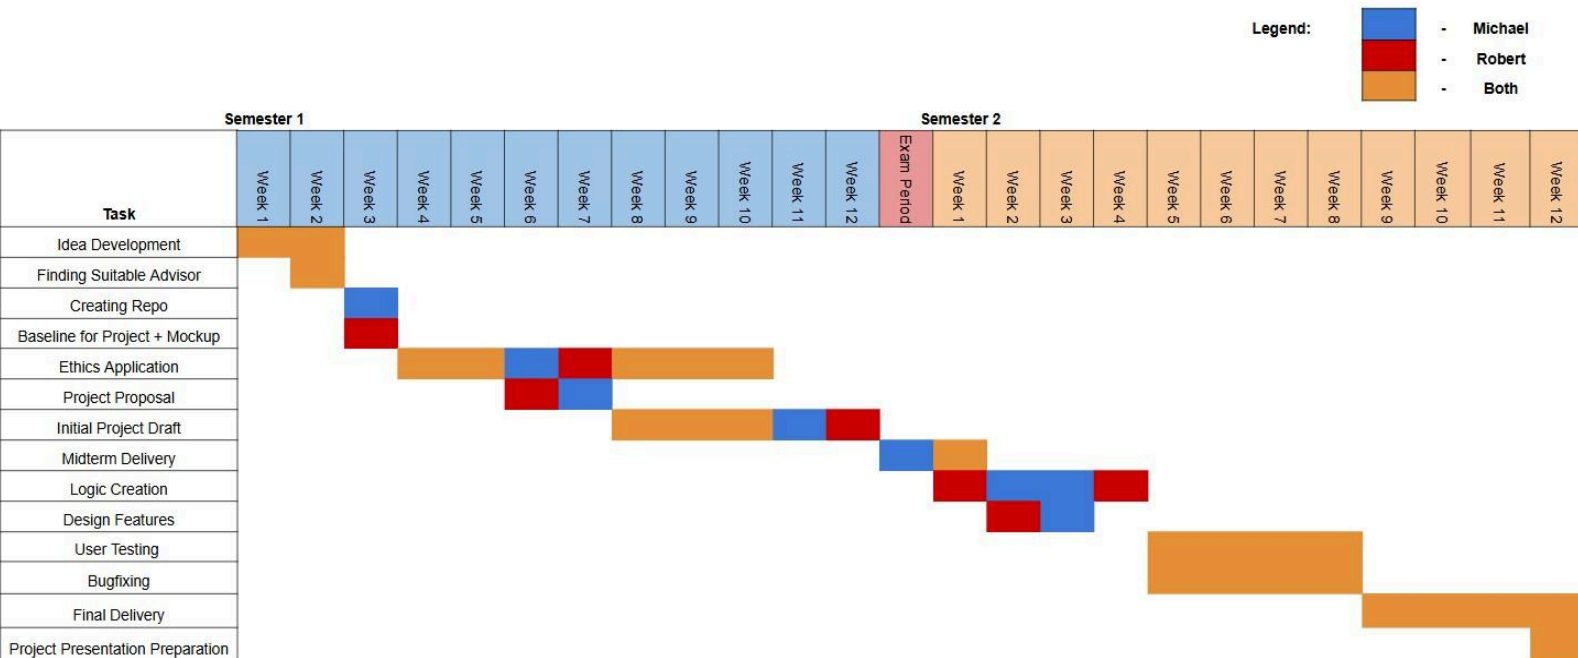 Legend:
- Michael
- Robert
- Both
Semester 1
Semester 2
Task
Week 1
Week 2
Week 3
Week 4
Week 5
Week 6
Week 7
Week 8
Week 9
Week 10
Week 11
Week 12
Exam Period
Week 1
Week 2
Week 3
Week 4
Week 5
Week 6
Week 7
Week 8
Week 9
Week 10
Week 11
Week 12
Idea Development
Finding Suitable Advisor
Creating Repo
Baseline for Project + Mockup
Ethics Application
Project Proposal
Initial Project Draft
Midterm Delivery
Logic Creation
Design Features
User Testing
Bugfixing
Final Delivery
Project Presentation Preparation